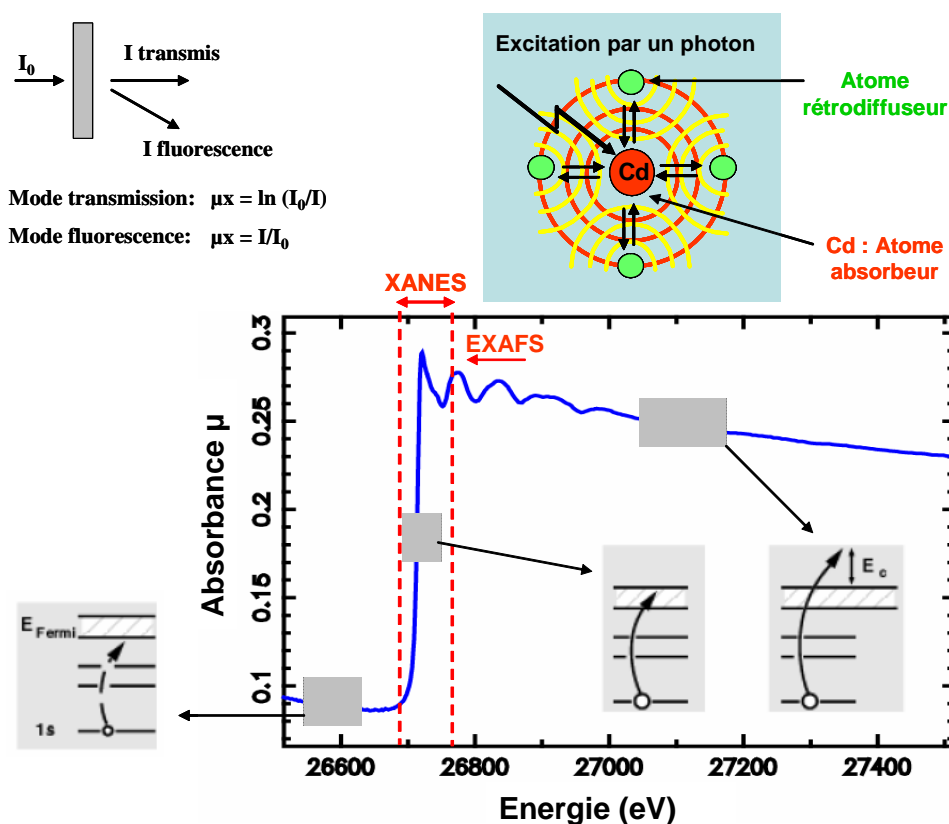 I₀
I transmis
I fluorescence
Mode transmission: μx = ln (I₀/I)
Mode fluorescence: μx = I/I₀
Excitation par un photon
Cd
Atome
rétrodiffuseur
Cd : Atome
absorbeur
XANES
EXAFS
Absorbance μ
0.3
0.25
0.2
0.15
0.1
E Fermi
1s
E c
26600 26800 27000 27200 27400
Energie (eV)